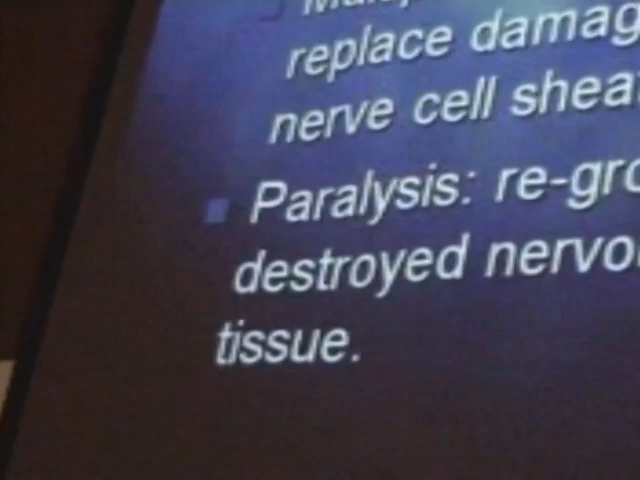 replace damag
nerve cell shea
Paralysis: re-gro
destroyed nervo
tissue.